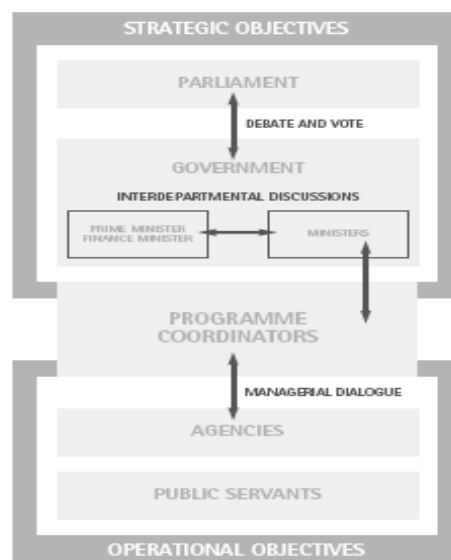 STRATEGIC OBJECTIVES
PARLIAMENT
DEBATE AND VOTE
GOVERNMENT
INTERDEPARTMENTAL DISCUSSIONS
PRIME MINISTER
FINANCE MINISTER
MINISTERS
PROGRAMME
COORDINATORS
MANAGERIAL DIALOGUE
AGENCIES
PUBLIC SERVANTS
OPERATIONAL OBJECTIVES